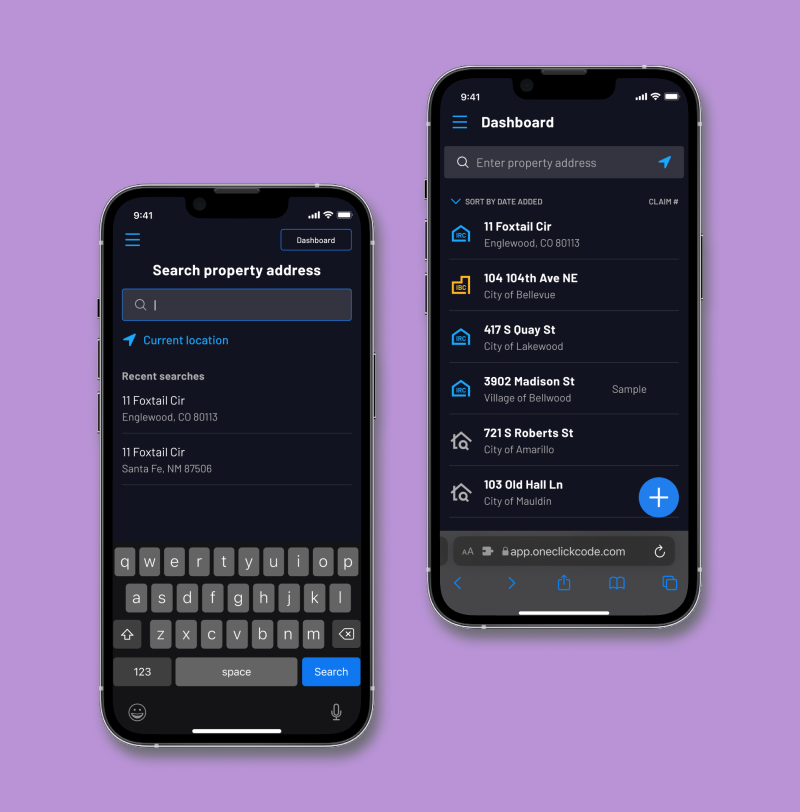 9:41
Dashboard
Search property address
Current location
Recent searches
11 Foxtail Cir
Englewood, CO 80113
11 Foxtail Cir
Santa Fe, NM 87506
q w e r t y u i o p
a s d f g h j k l
z x c v b n m
123 space Search
9:41
Dashboard
Enter property address
SORT BY DATE ADDED CLAIM #
IRC 11 Foxtail Cir
Englewood, CO 80113
IBC 104 104th Ave NE
City of Bellevue
IRC 417 S Quay St
City of Lakewood
IRC 3902 Madison St Sample
Village of Bellwood
721 S Roberts St
City of Amarillo
103 Old Hall Ln
City of Mauldin
AA app.oneclickcode.com